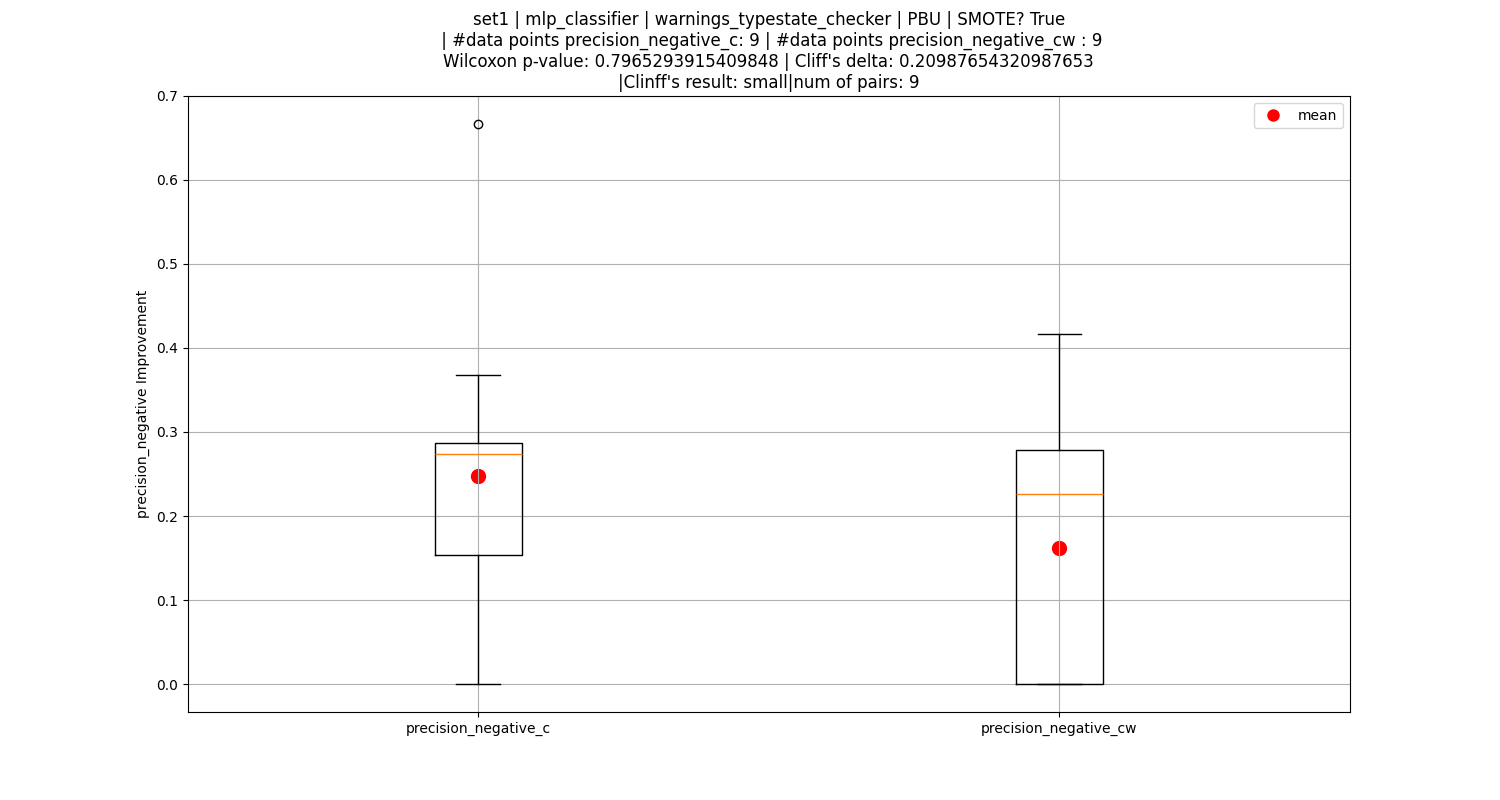 set1 | mlp_classifier | warnings_typestate_checker | PBU | SMOTE? True
| #data points precision_negative_c: 9 | #data points precision_negative_cw : 9
Wilcoxon p-value: 0.7965293915409848 | Cliff's delta: 0.20987654320987653
|Clinff's result: small|num of pairs: 9
mean
0.7
0.6
0.5
0.4
0.3
0.2
0.1
0.0
precision_negative Improvement
precision_negative_c
precision_negative_cw